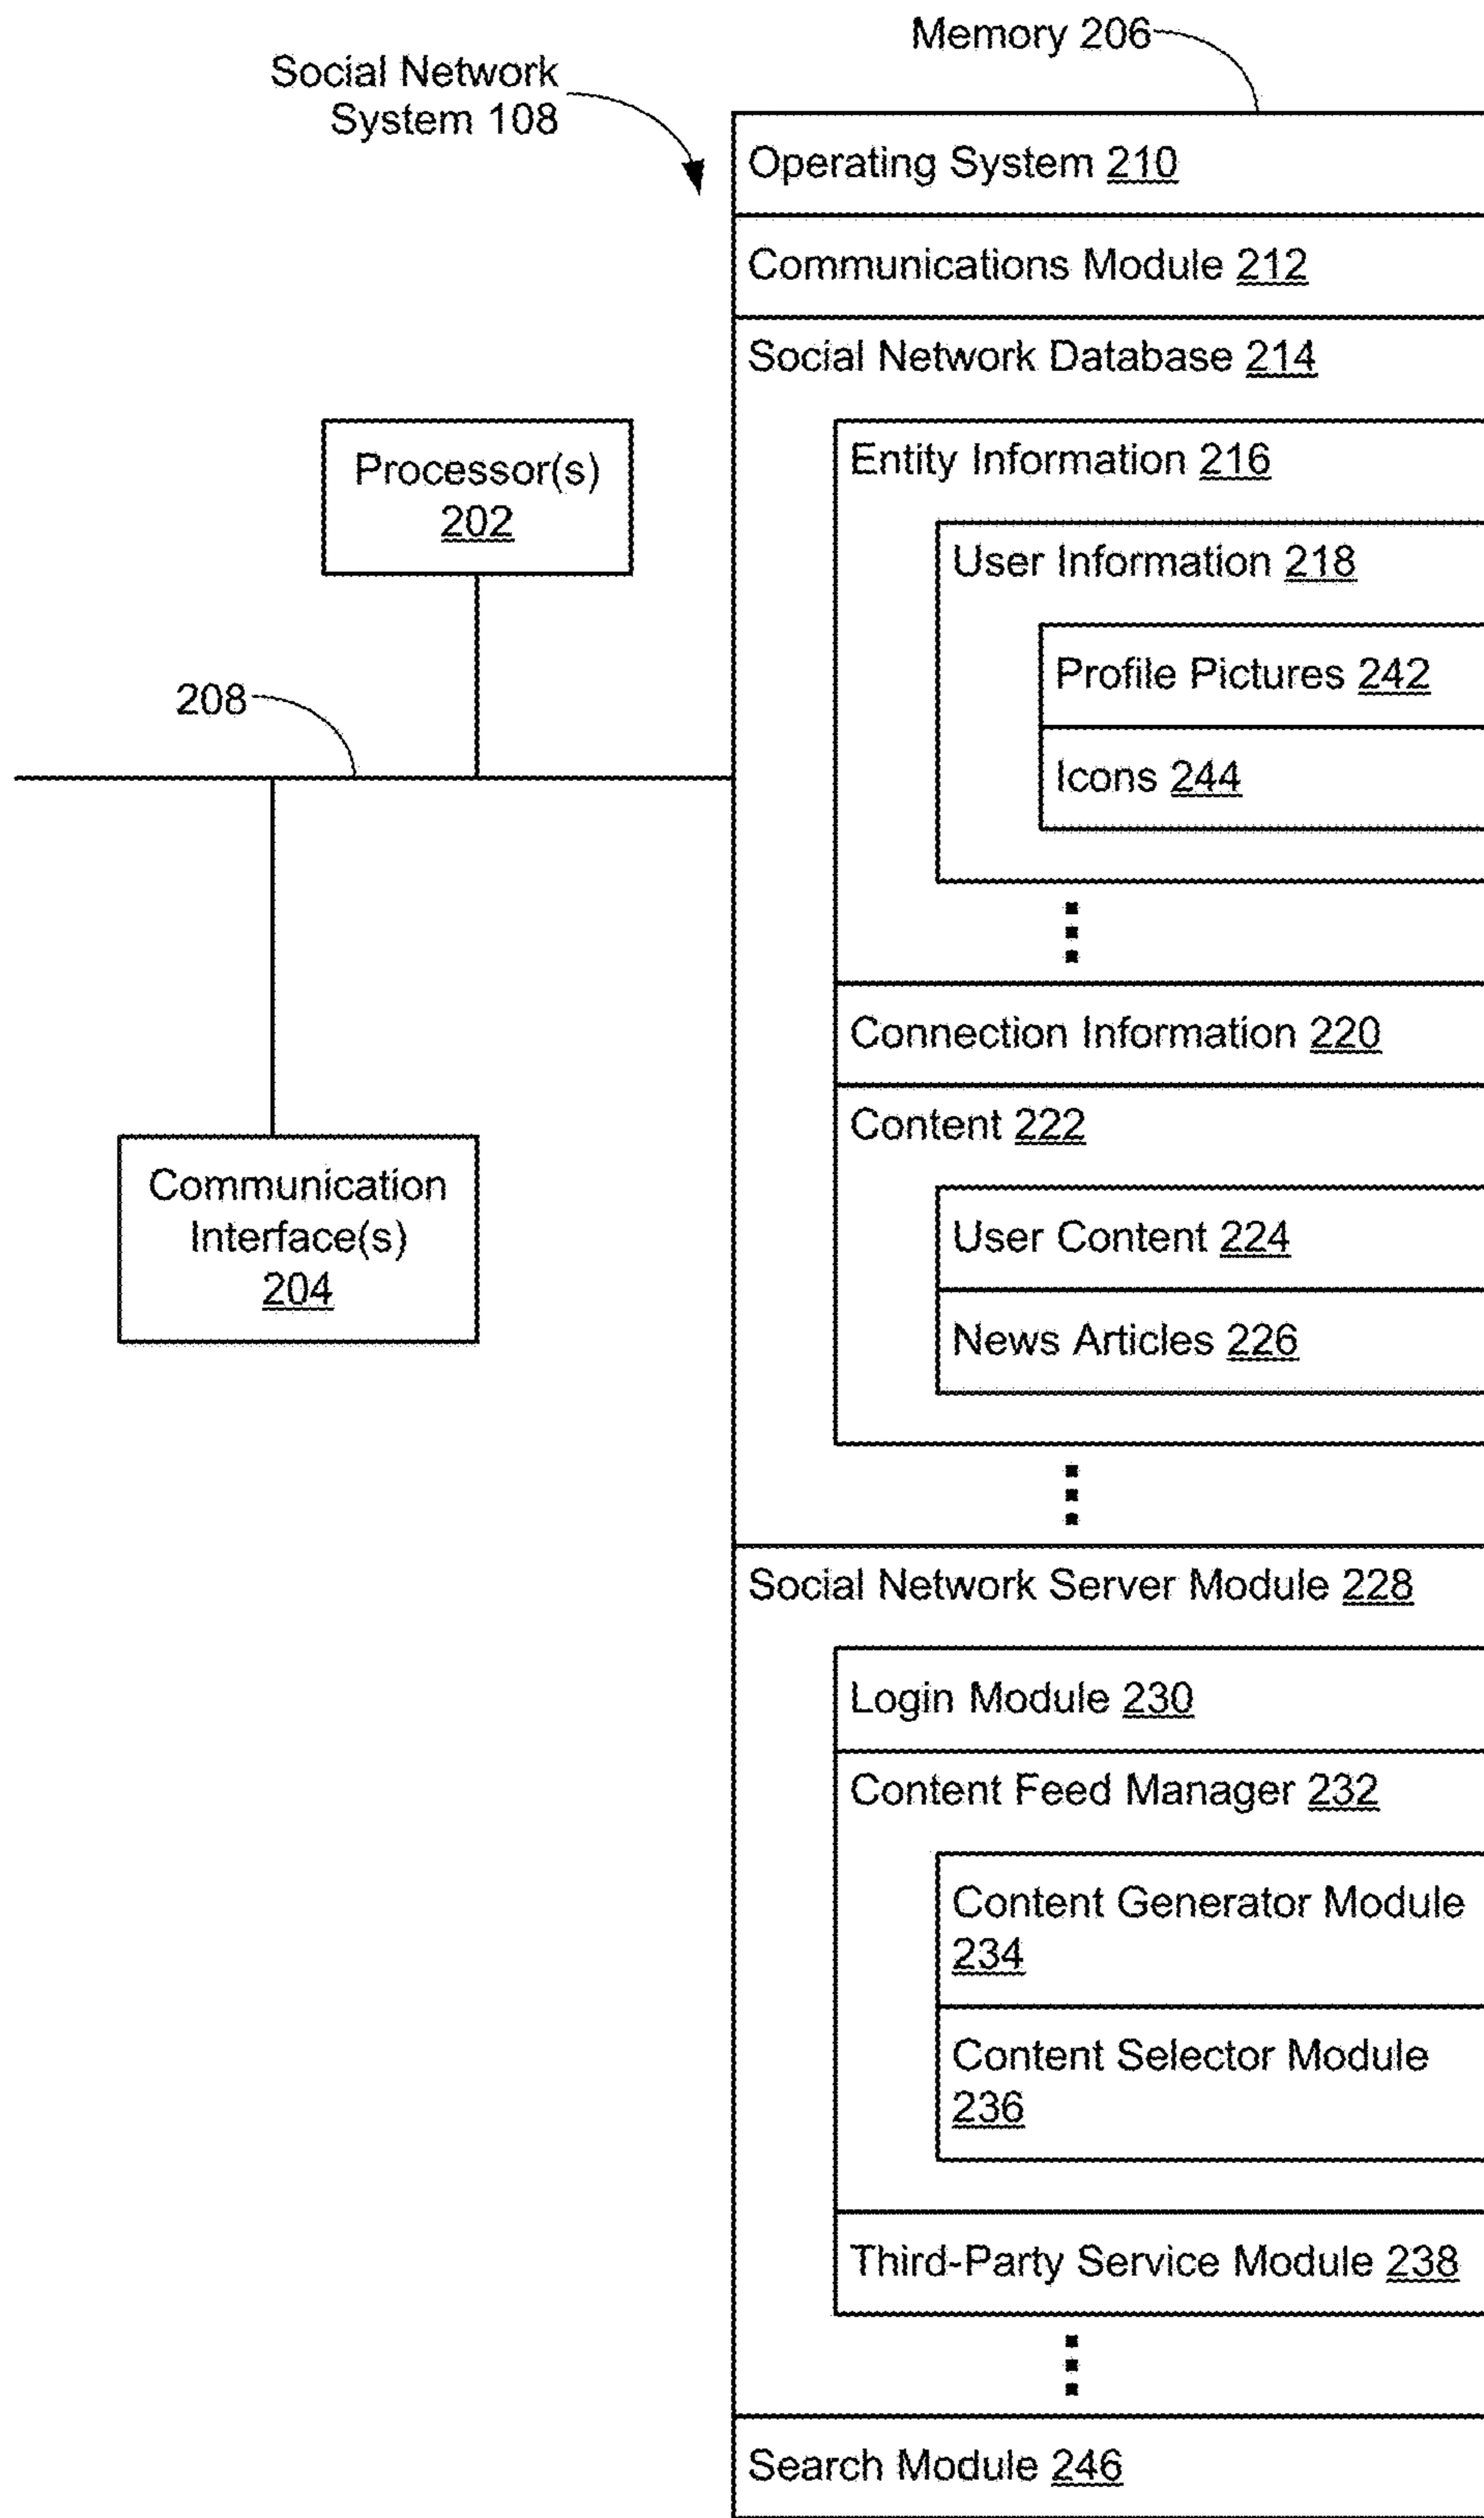 Memory 206
Social Network
System 108
Operating System 210
Communications Module 212
Social Network Database 214
Processor(s)
202
Entity Information 216
User Information 218
Profile Pictures 242
208
Icons 244
Connection Information 220
Content 222
Communication
Interface(s)
204
User Content 224
News Articles 226
Social Network Server Module 228
Login Module 230
Content Feed Manager 232
Content Generator Module
234
Content Selector Module
236
Third-Party Service Module 238
Search Module 246